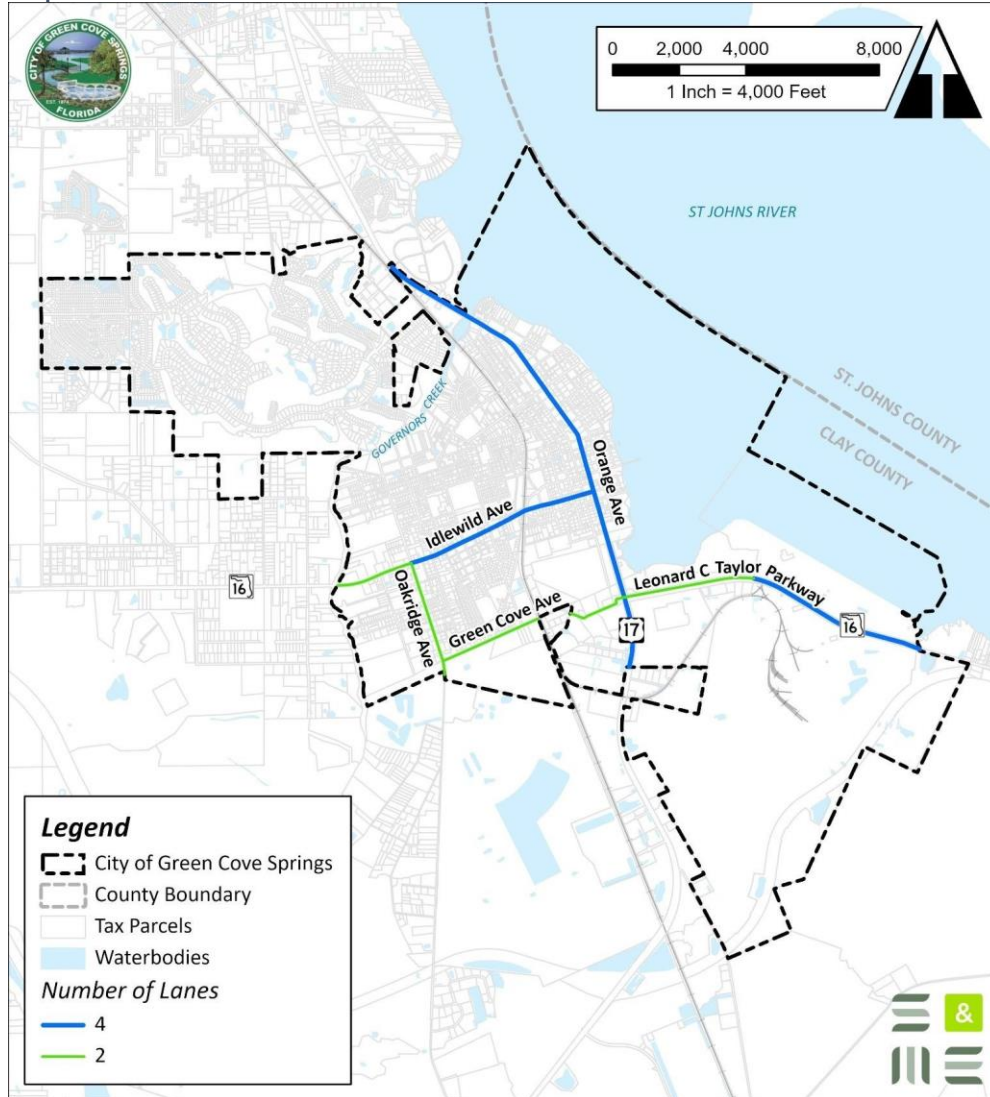 CITY OF GREEN COVE SPRINGS
FLORIDA
0 2,000 4,000 8,000
1 Inch = 4,000 Feet
ST JOHNS RIVER
ST. JOHNS COUNTY
CLAY COUNTY
GOVERNORS CREEK
Orange Ave
Idlewild Ave
Oakridge Ave
Green Cove Ave
Leonard C Taylor Parkway
16
17
16
Legend
City of Green Cove Springs
County Boundary
Tax Parcels
Waterbodies
Number of Lanes
4
2
S &
M E